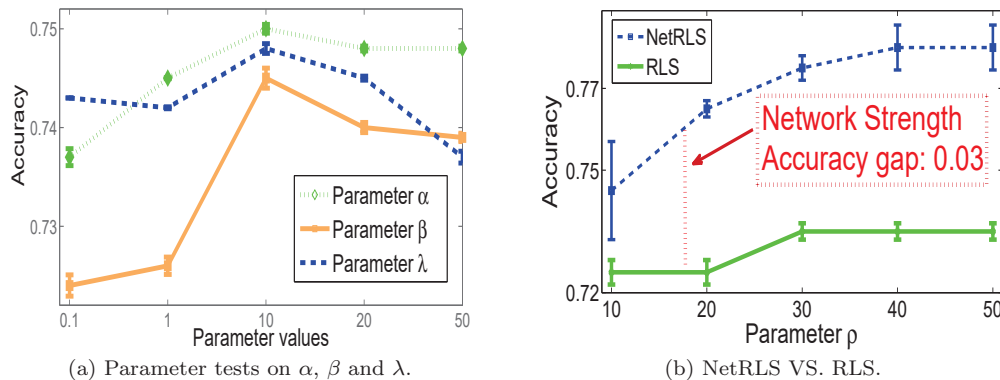 0.75
0.74
0.73
Accuracy
0.1 1 10 20 50
Parameter values
Parameter α
Parameter β
Parameter λ
(a) Parameter tests on α, β and λ.
NetRLS
RLS
0.77
0.75
0.72
Accuracy
Network Strength
Accuracy gap: 0.03
10 20 30 40 50
Parameter ρ
(b) NetRLS VS. RLS.